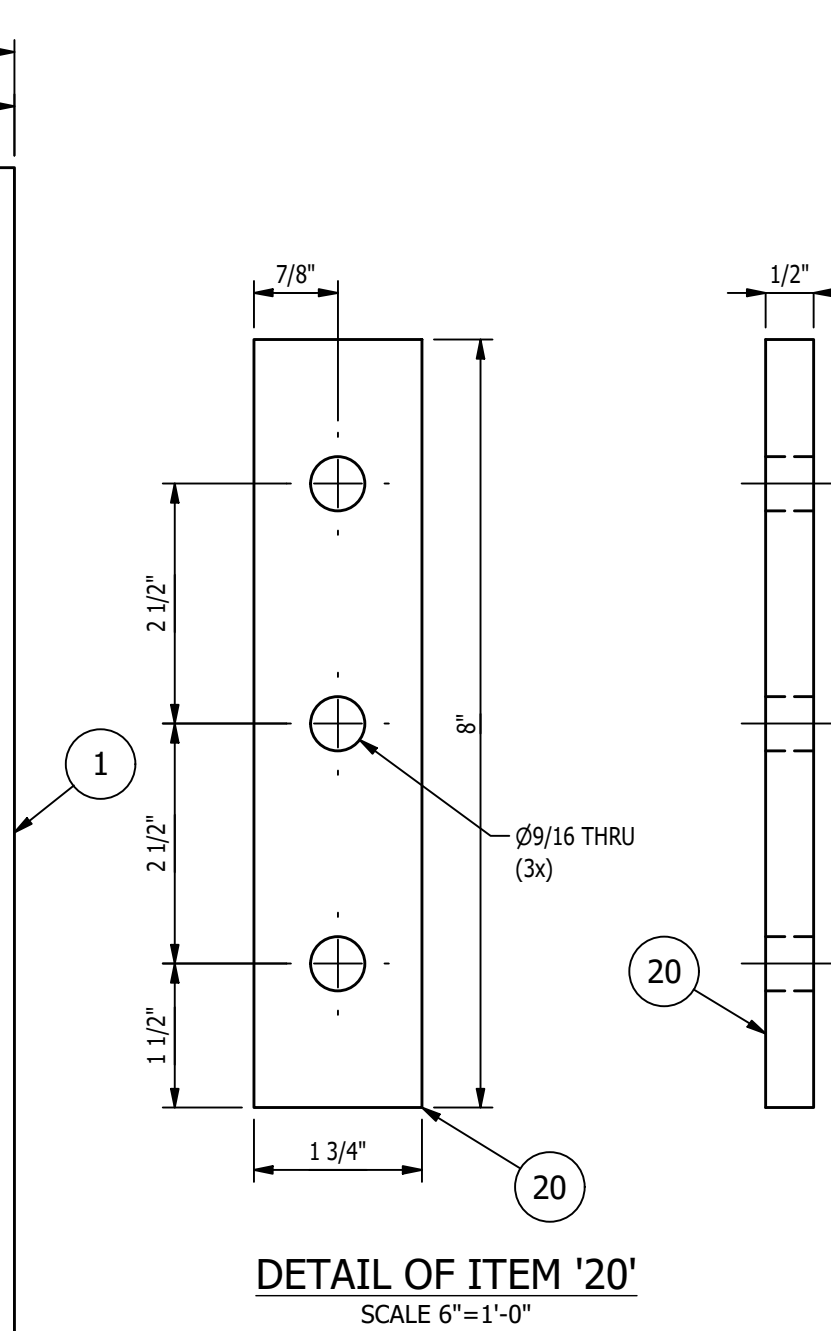 7/8"
1/2"
2 1/2"
8"
1
2 1/2"
Ø9/16 THRU
(3x)
20
1 1/2"
1 3/4"
20
DETAIL OF ITEM '20'
SCALE 6"=1'-0"